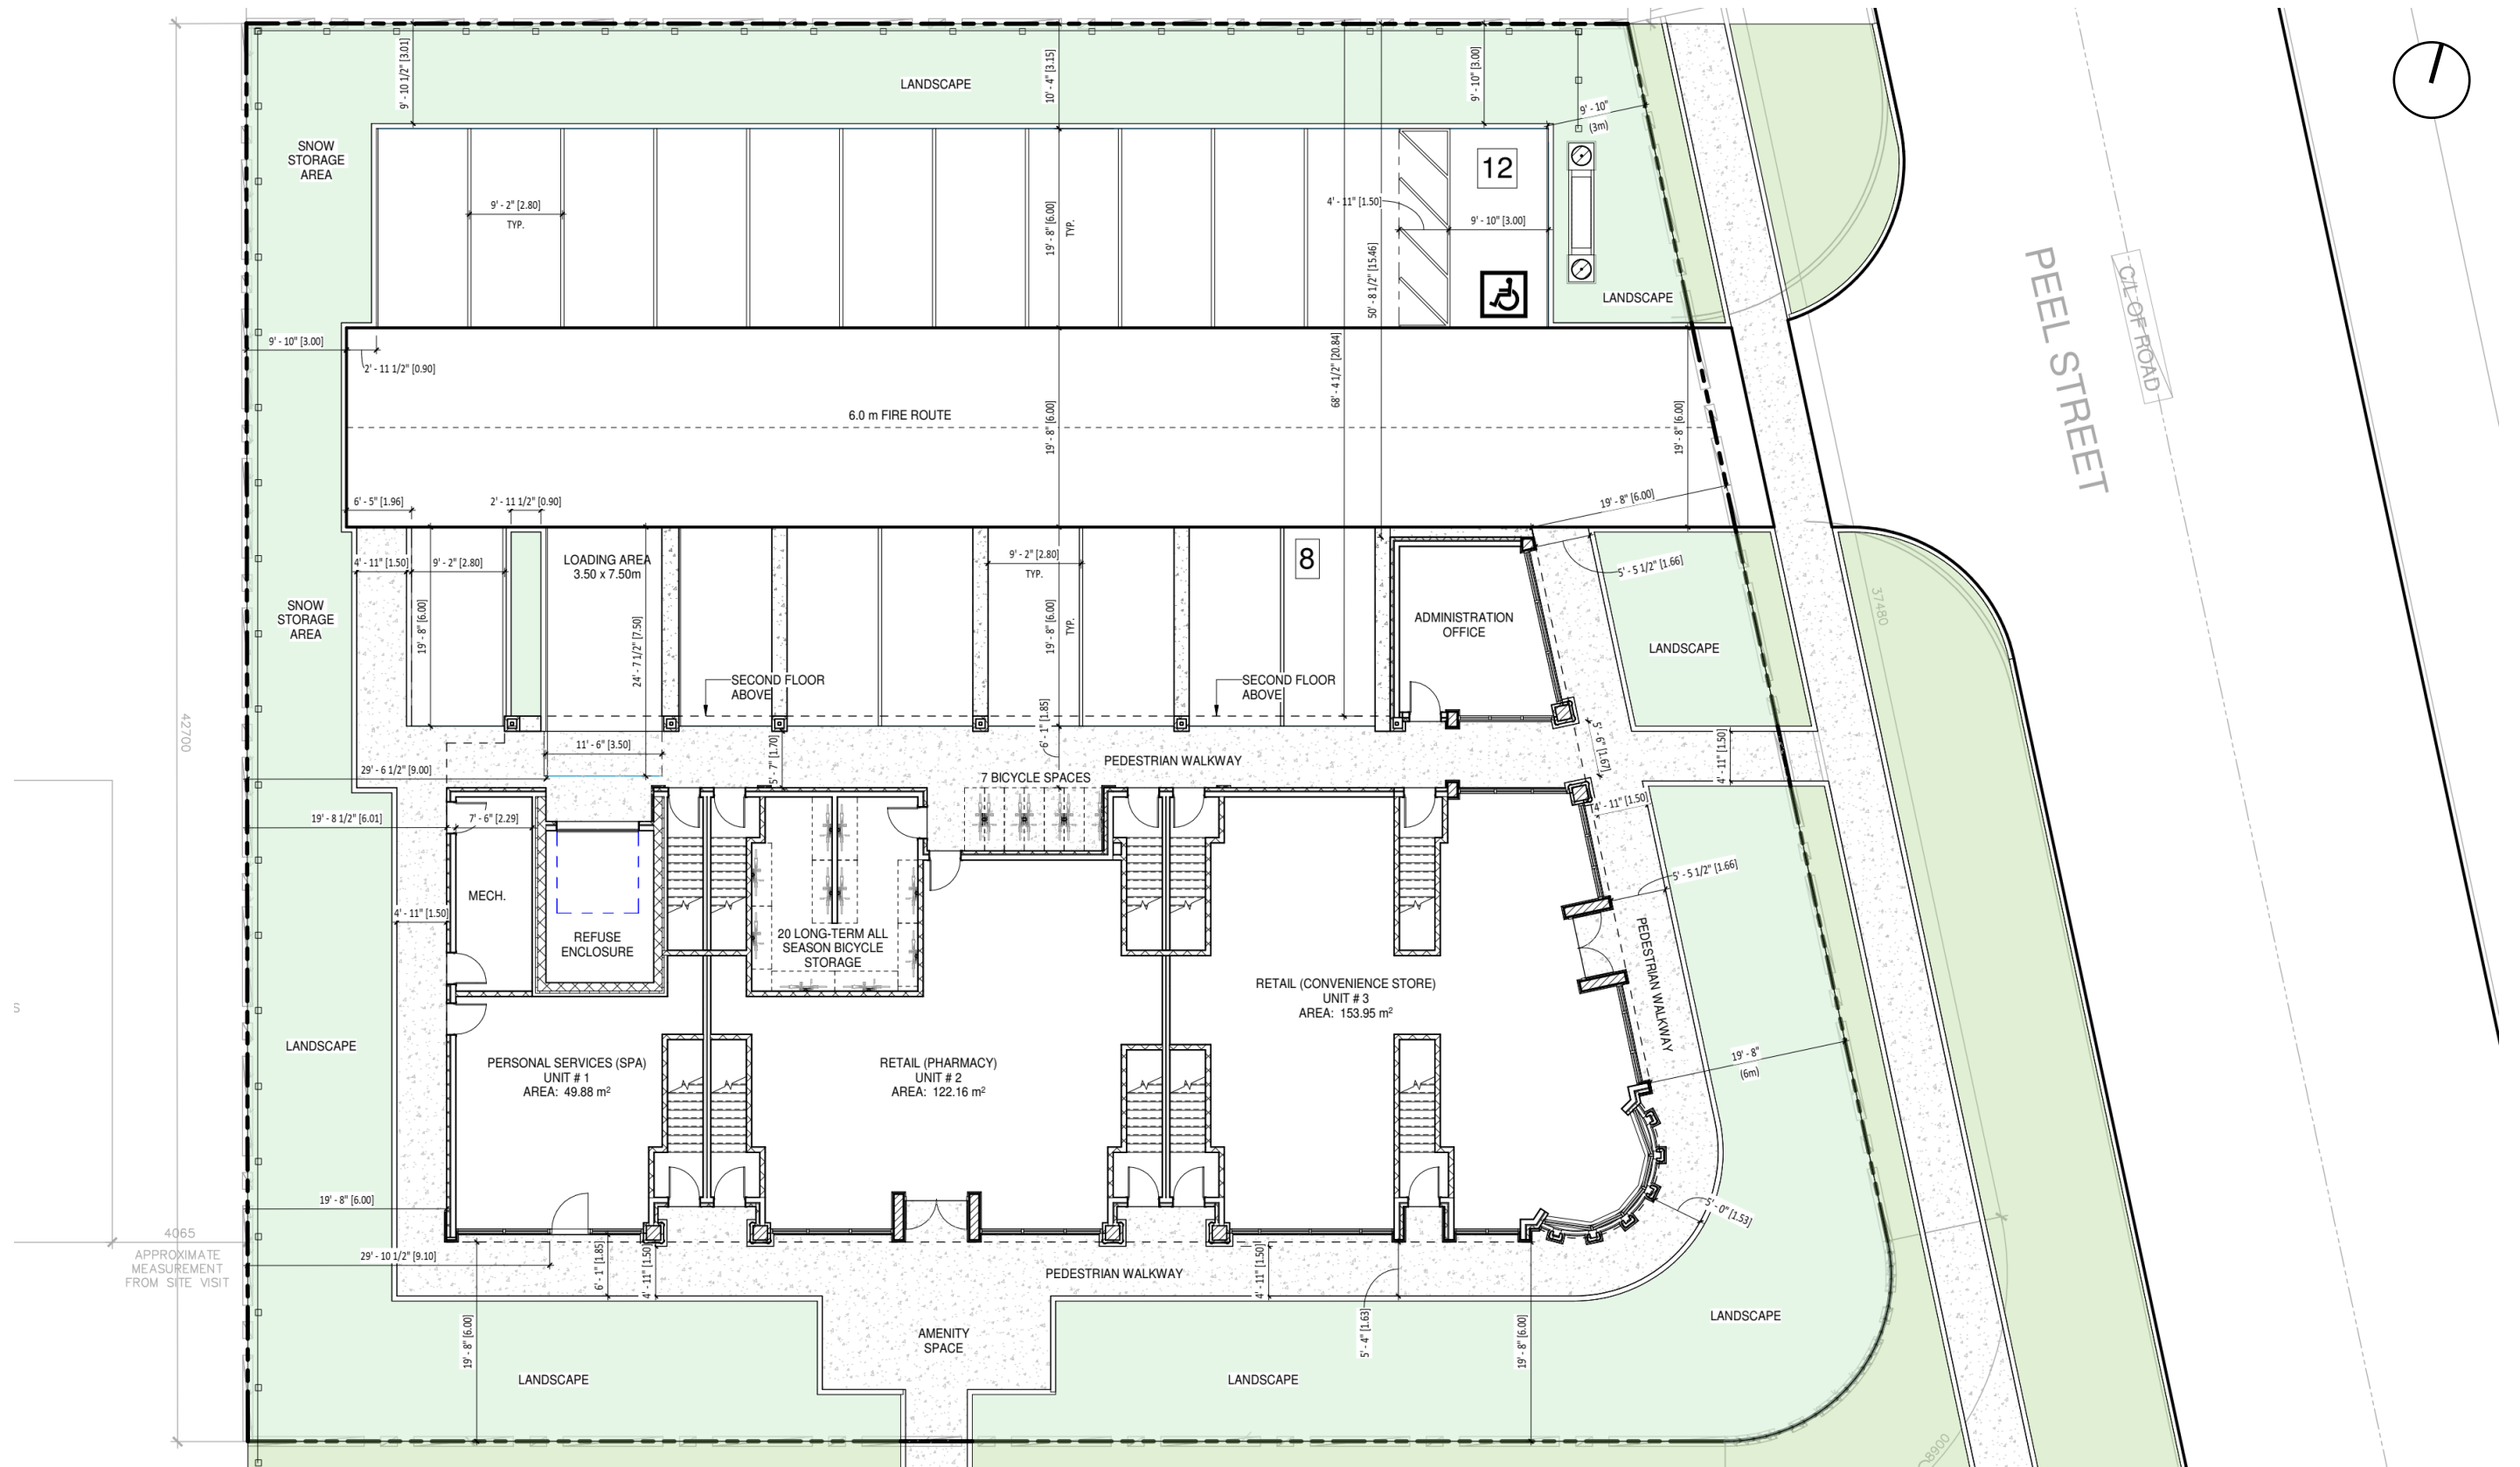 9' - 10 1/2" [3.01]
LANDSCAPE
10' - 4" [3.15]
9' - 10" [3.00]
9' - 10"
(3m)
SNOW
STORAGE
AREA
12
9' - 2" [2.80]
TYP.
19' - 8" [6.00]
TYP.
4' - 11" [1.50]
9' - 10" [3.00]
50' - 8 1/2" [15.46]
LANDSCAPE
PEEL STREET
C/L OF ROAD
9' - 10" [3.00]
2' - 11 1/2" [0.90]
68' - 4 1/2" [20.84]
6.0 m FIRE ROUTE
19' - 8" [6.00]
19' - 8" [6.00]
6' - 5" [1.96]
2' - 11 1/2" [0.90]
19' - 8" [6.00]
4' - 11" [1.50]
9' - 2" [2.80]
LOADING AREA
3.50 x 7.50m
9' - 2" [2.80]
TYP.
8
5' - 5 1/2" [1.66]
37480
SNOW
STORAGE
AREA
19' - 8" [6.00]
24' - 7 1/2" [7.50]
19' - 8" [6.00]
TYP.
ADMINISTRATION
OFFICE
LANDSCAPE
SECOND FLOOR
ABOVE
SECOND FLOOR
ABOVE
42700
11' - 6" [3.50]
5' - 7" [1.70]
6' - 1" [1.85]
5' - 6" [1.67]
4' - 11" [1.50]
29' - 6 1/2" [9.00]
PEDESTRIAN WALKWAY
7 BICYCLE SPACES
4' - 11" [1.50]
19' - 8 1/2" [6.01]
7' - 6" [2.29]
5' - 5 1/2" [1.66]
MECH.
4' - 11" [1.50]
REFUSE
ENCLOSURE
20 LONG-TERM ALL
SEASON BICYCLE
STORAGE
PEDESTRIAN WALKWAY
RETAIL (CONVENIENCE STORE)
UNIT # 3
AREA: 153.95 m²
S
LANDSCAPE
PERSONAL SERVICES (SPA)
UNIT # 1
AREA: 49.88 m²
RETAIL (PHARMACY)
UNIT # 2
AREA: 122.16 m²
19' - 8"
(6m)
19' - 8" [6.00]
5' - 0" [1.53]
4065
APPROXIMATE
MEASUREMENT
FROM SITE VISIT
29' - 10 1/2" [9.10]
6' - 1" [1.85]
4' - 11" [1.50]
PEDESTRIAN WALKWAY
4' - 11" [1.50]
5' - 4" [1.63]
19' - 8" [6.00]
19' - 8" [6.00]
LANDSCAPE
AMENITY
SPACE
LANDSCAPE
LANDSCAPE